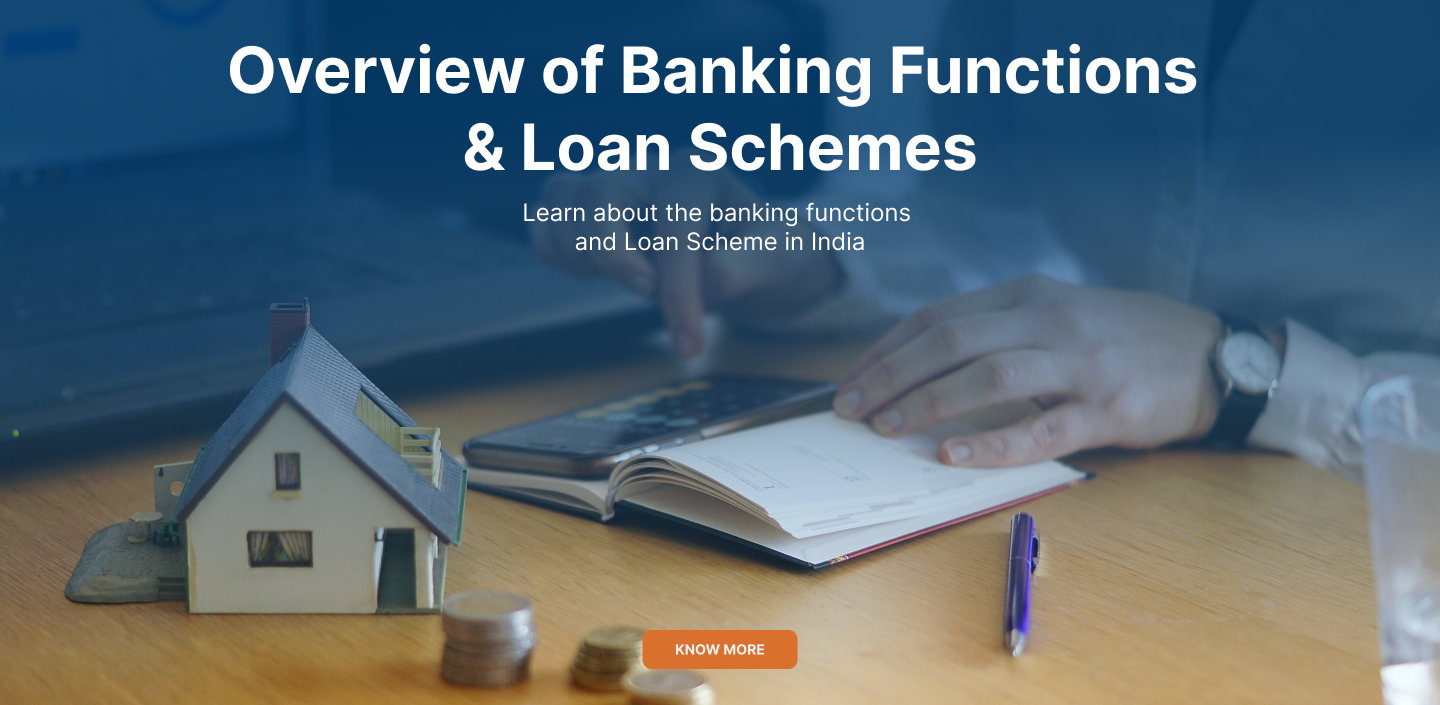 Overview of Banking Functions
& Loan Schemes
Learn about the banking functions
and Loan Scheme in India
KNOW MORE